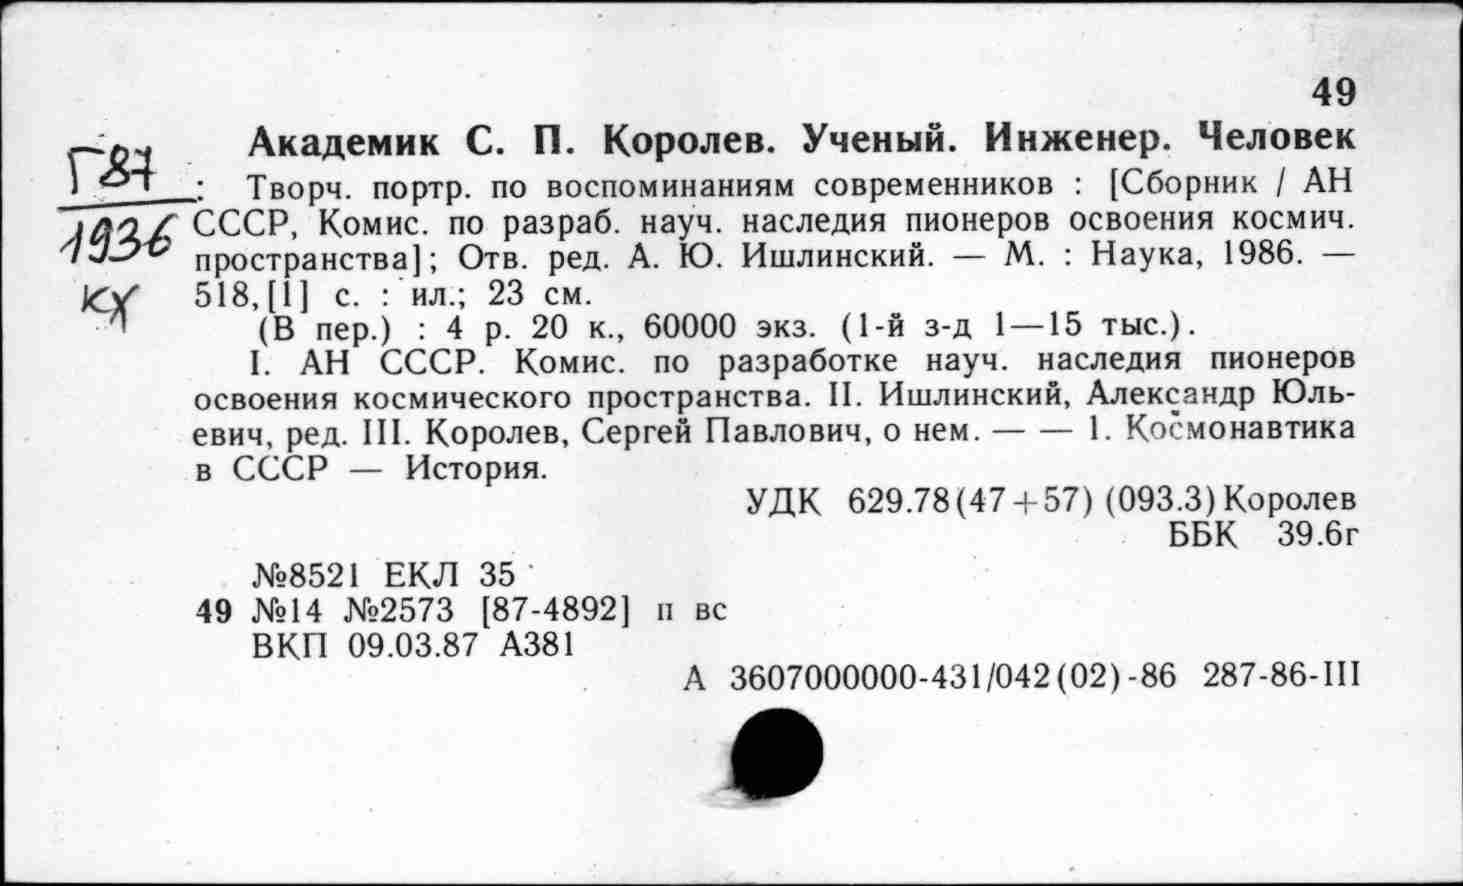 49
Академик С. П. Королев. Ученый. Инженер. Человек
Г84
: Творч. портр. по воспоминаниям современников : [Сборник / АН
1936
СССР, Комис. по разраб. науч. наследия пионеров освоения космич.
пространства]; Отв. ред. А. Ю. Ишлинский. — М. : Наука, 1986. —
кх
518,[1] с. : ил.; 23 см.
(В пер.) : 4 р. 20 к., 60000 экз. (1-й з-д 1—15 тыс.).
I. АН СССР. Комис. по разработке науч. наследия пионеров
освоения космического пространства. II. Ишлинский, Александр Юль-
евич, ред. III. Королев, Сергей Павлович, о нем. — — 1. Космонавтика
в СССР — История.
УДК 629.78(47+57)(093.3)Королев
ББК 39.6г
№8521 ЕКЛ 35
49 №14 №2573 [87-4892] п вс
ВКП 09.03.87 А381
А 3607000000-431/042(02)-86 287-86-III